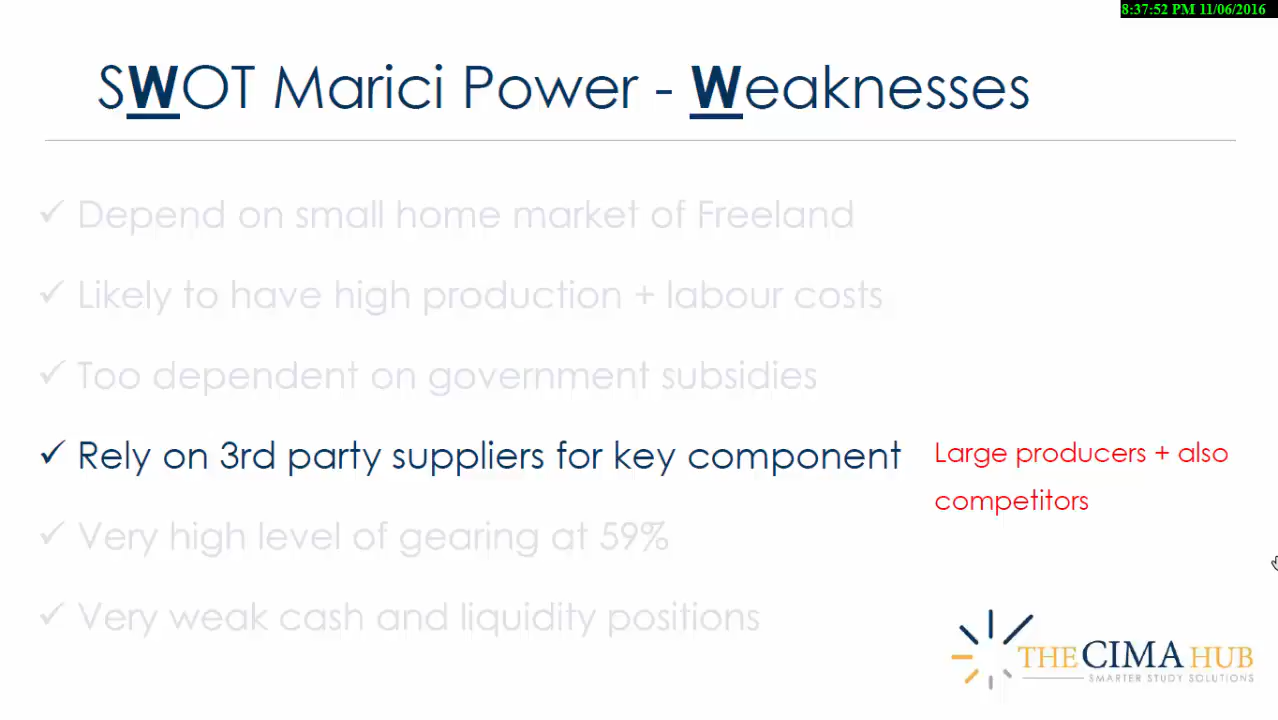 8:37:52 PM 11/06/2016
SWOT Marici Power - Weaknesses
✓ Depend on small home market of Freeland
✓ Likely to have high production + labour costs
✓ Too dependent on government subsidies
✓ Rely on 3rd party suppliers for key component
Large producers + also
competitors
✓ Very high level of gearing at 59%
✓ Very weak cash and liquidity positions
THE CIMA HUB
SMARTER STUDY SOLUTIONS